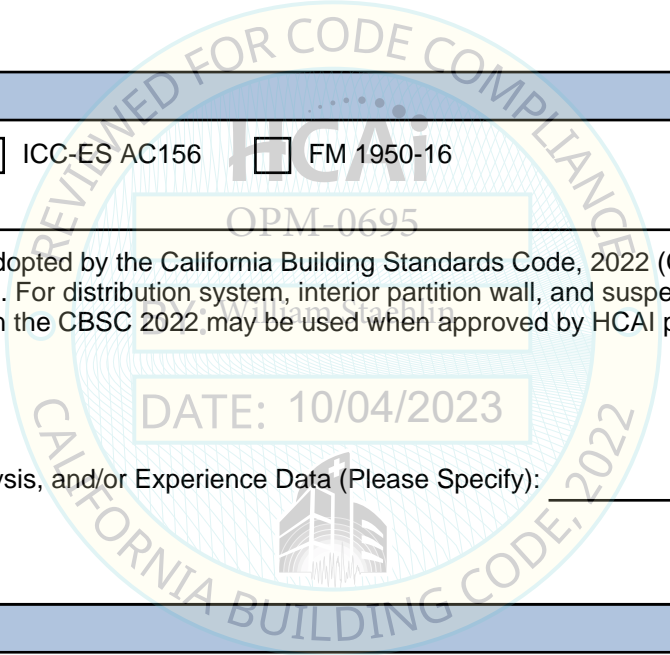 REVIEWED FOR CODE COMPLIANCE
HCAi
ICC-ES AC156 FM 1950-16
OPM-0695
dopted by the California Building Standards Code, 2022 (
. For distribution system, interior partition wall, and suspe
BY: William Staehlin
n the CBSC 2022 may be used when approved by HCAI p
DATE: 10/04/2023
ysis, and/or Experience Data (Please Specify):
CALIFORNIA BUILDING CODE, 2022